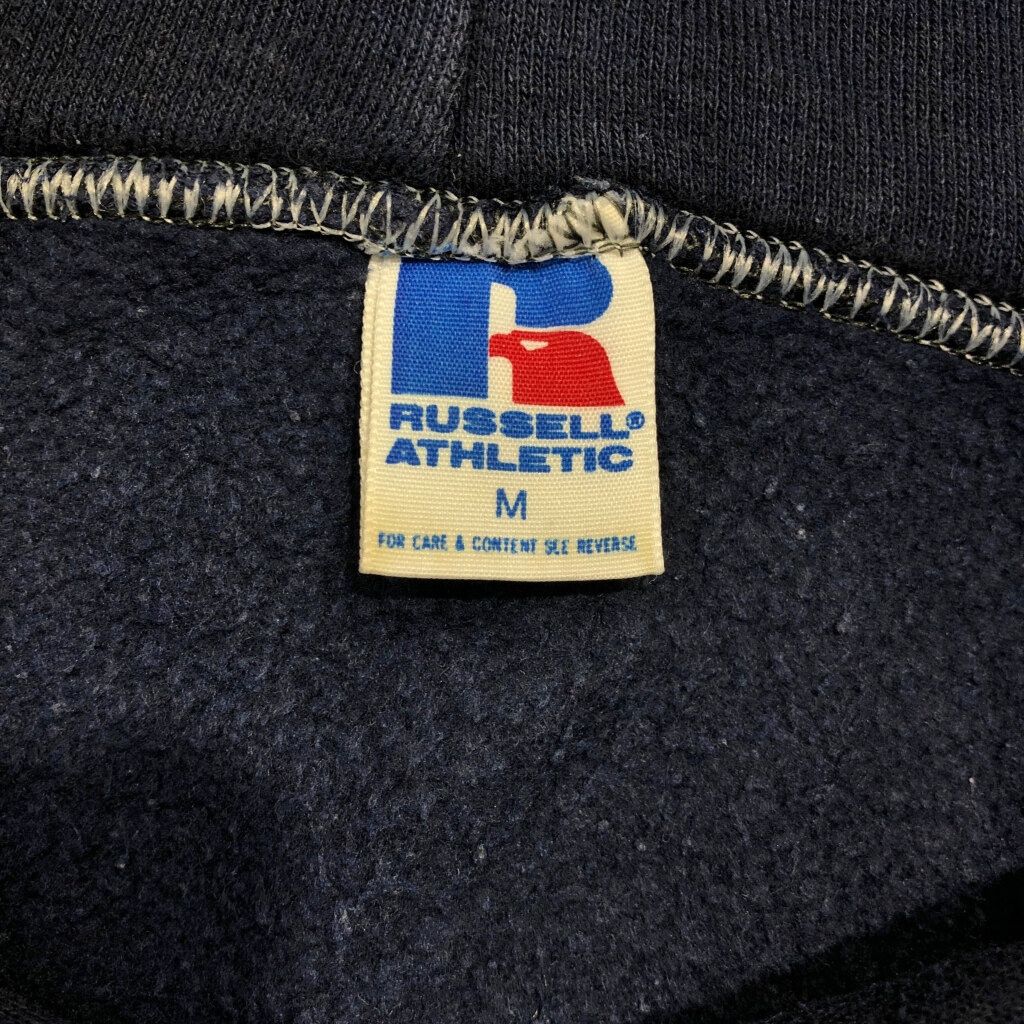 R
RUSSELL®
ATHLETIC
M
FOR CARE & CONTENT SEE REVERSE